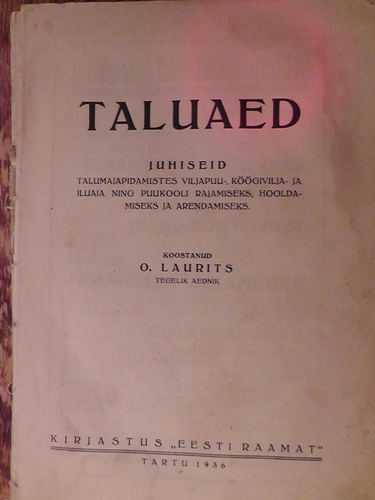 TALUAED
JUHISEID
TALUMAJAPIDAMISTES VILJAPUU-, KÖÖGIVILJA- JA
ILUAIA NING PUUKOOLI RAJAMISEKS, HOOLDA-
MISEKS JA ARENDAMISEKS.
KOOSTANUD
O. LAURITS
TEGELIK AEDNIK
KIRJASTUS „EESTI RAAMAT“
TARTU 1936